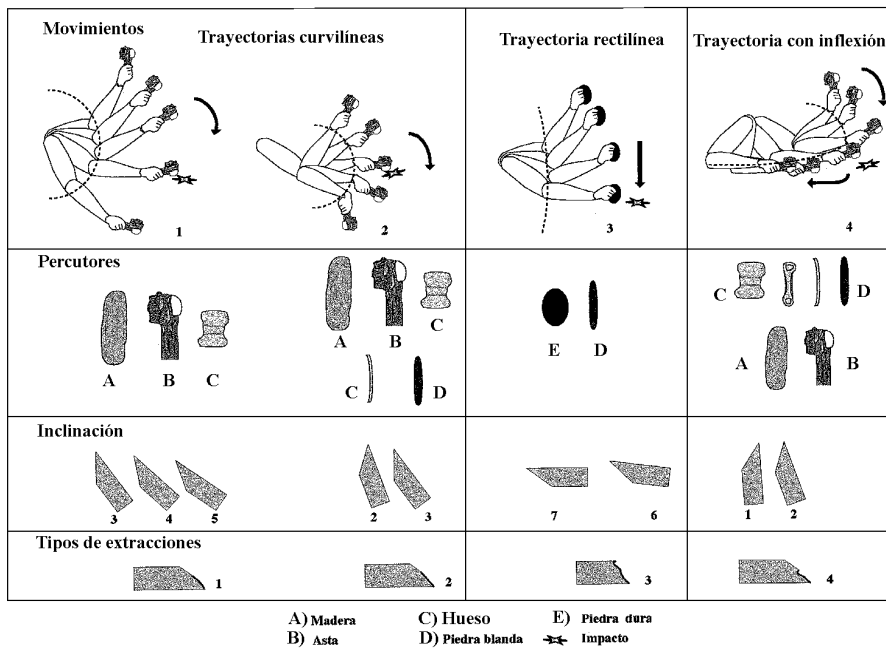 Movimientos
Trayectorias curvilíneas
Trayectoria rectilínea
Trayectoria con inflexión
1
2
3
4
Percutores
A
B
C
A
B
C
C
D
E
D
C
D
A
B
Inclinación
3
4
5
2
3
7
6
1
2
Tipos de extracciones
1
2
3
4
A) Madera
C) Hueso
E) Piedra dura
B) Asta
D) Piedra blanda
Impacto